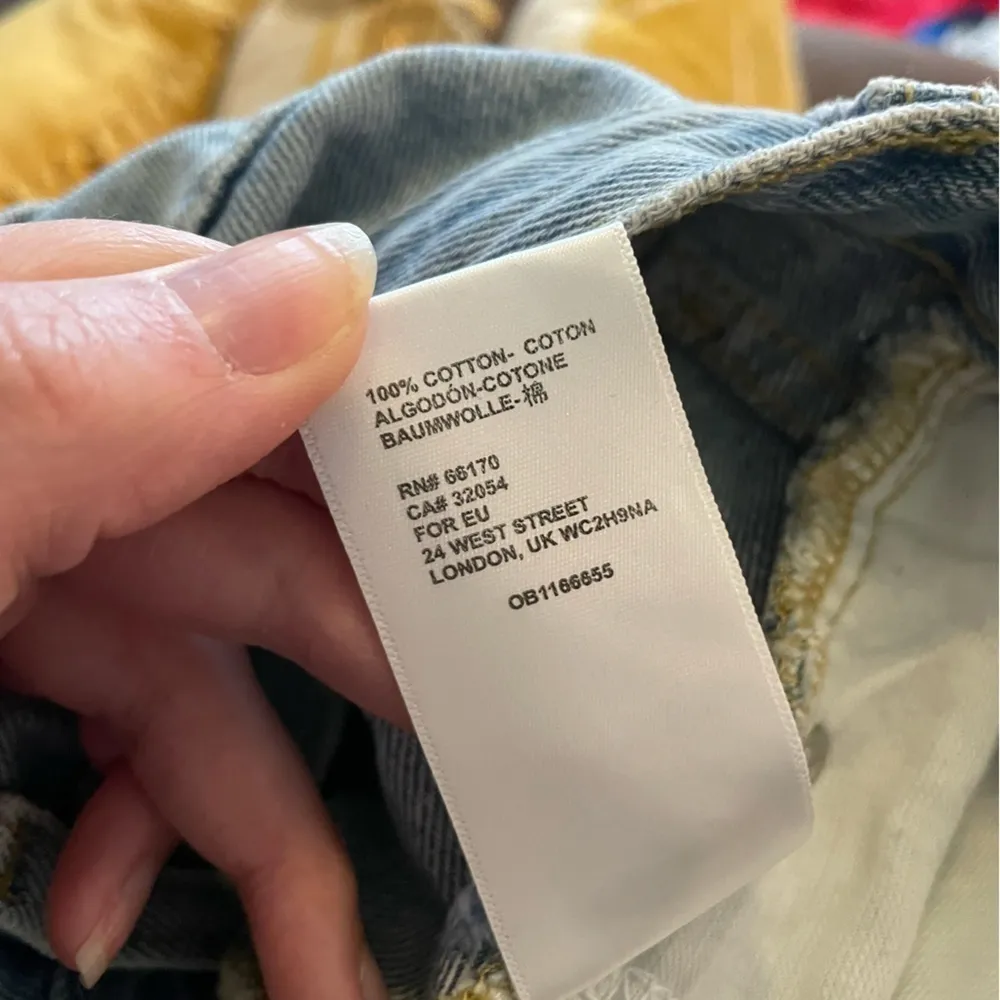 100% COTTON- COTON
ALGODÓN-COTONE
BAUMWOLLE-棉
RN# 66170
CA# 32054
FOR EU
24 WEST STREET
LONDON, UK WC2H9NA
OB1166655